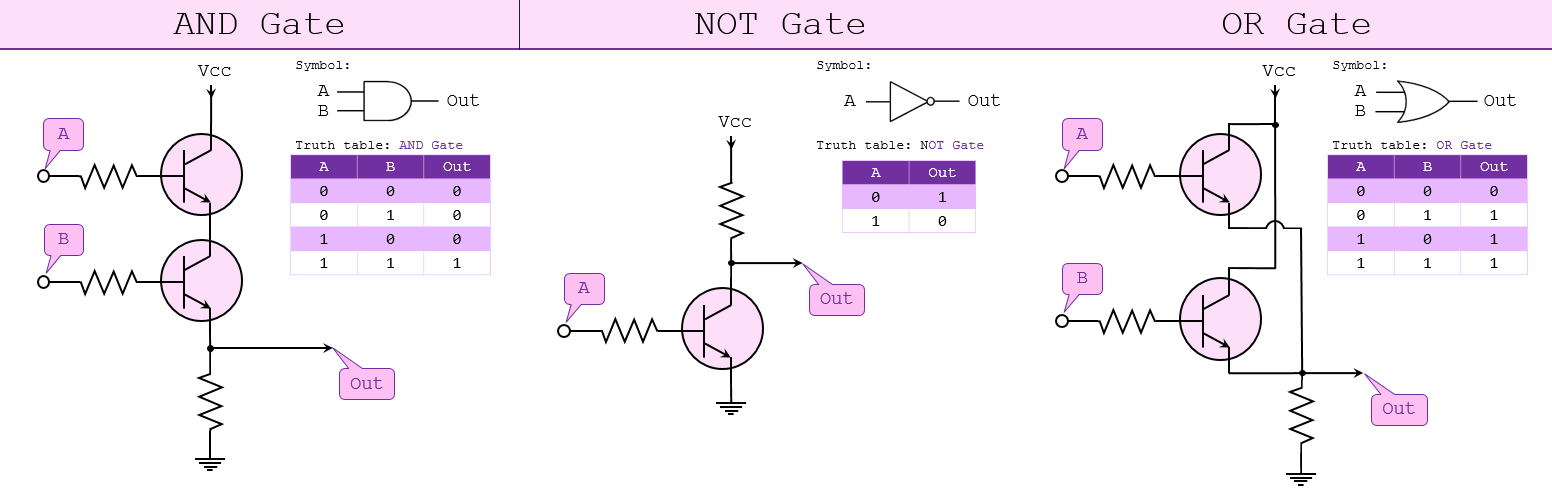 AND Gate
Vcc
Symbol:
A
B
Out
A
B
Out
Truth table: AND Gate
A B Out
0 0 0
0 1 0
1 0 0
1 1 1
NOT Gate
Vcc
Symbol:
A
Out
A
Out
Truth table: NOT Gate
A Out
0 1
1 0
OR Gate
Vcc
Symbol:
A
B
Out
A
B
Out
Truth table: OR Gate
A B Out
0 0 0
0 1 1
1 0 1
1 1 1